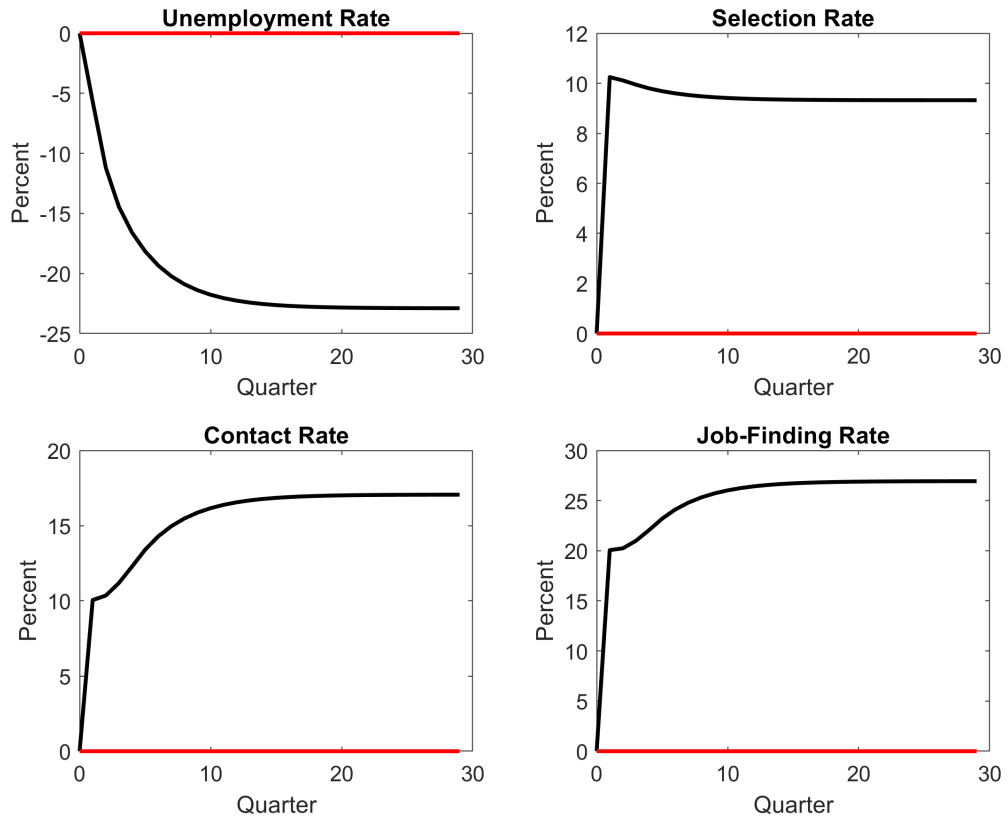 Unemployment Rate
0
-5
-10
-15
-20
-25
Percent
0 10 20 30
Quarter
Selection Rate
12
10
8
6
4
2
0
Percent
0 10 20 30
Quarter
Contact Rate
20
15
10
5
0
Percent
0 10 20 30
Quarter
Job-Finding Rate
30
25
20
15
10
5
0
Percent
0 10 20 30
Quarter